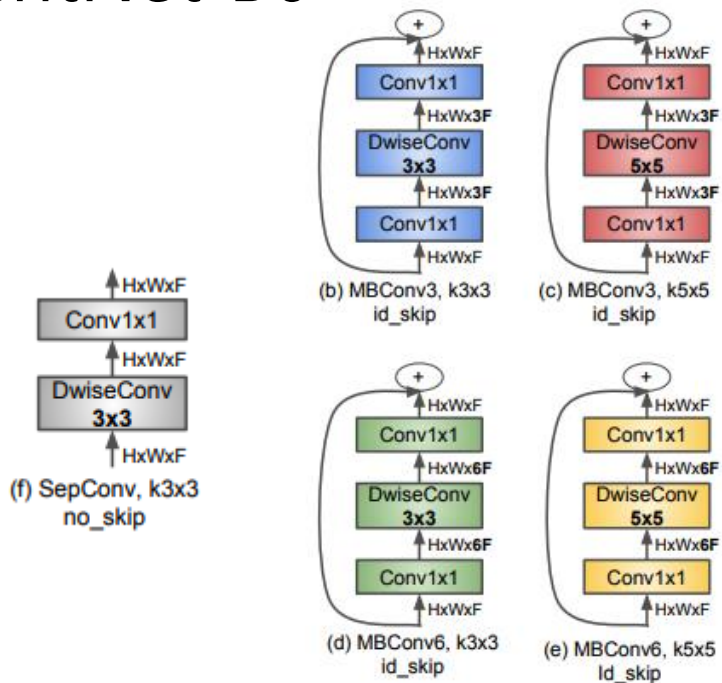 +
HxWxF
Conv1x1
HxWx3F
DwiseConv
3x3
HxWx3F
Conv1x1
HxWxF
(b) MBConv3, k3x3
id_skip
+
HxWxF
Conv1x1
HxWx3F
DwiseConv
5x5
HxWx3F
Conv1x1
HxWxF
(c) MBConv3, k5x5
id_skip
HxWxF
Conv1x1
HxWxF
DwiseConv
3x3
HxWxF
(f) SepConv, k3x3
no_skip
+
HxWxF
Conv1x1
HxWx6F
DwiseConv
3x3
HxWx6F
Conv1x1
HxWxF
(d) MBConv6, k3x3
id_skip
+
HxWxF
Conv1x1
HxWx6F
DwiseConv
5x5
HxWx6F
Conv1x1
HxWxF
(e) MBConv6, k5x5
Id_skip